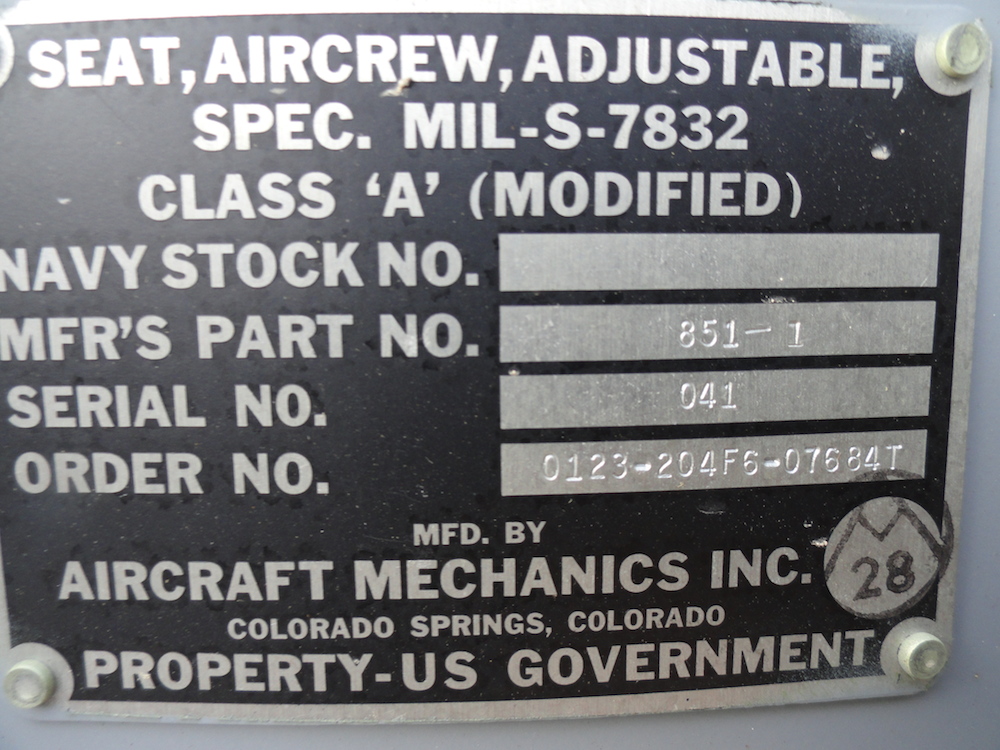 SEAT, AIRCREW, ADJUSTABLE,
SPEC. MIL-S-7832
CLASS 'A' (MODIFIED)
NAVY STOCK NO.
MFR'S PART NO. 851-1
SERIAL NO. 041
ORDER NO. 0123-204F6-07684T
MFD. BY
AIRCRAFT MECHANICS INC.
28
COLORADO SPRINGS, COLORADO
PROPERTY-US GOVERNMENT